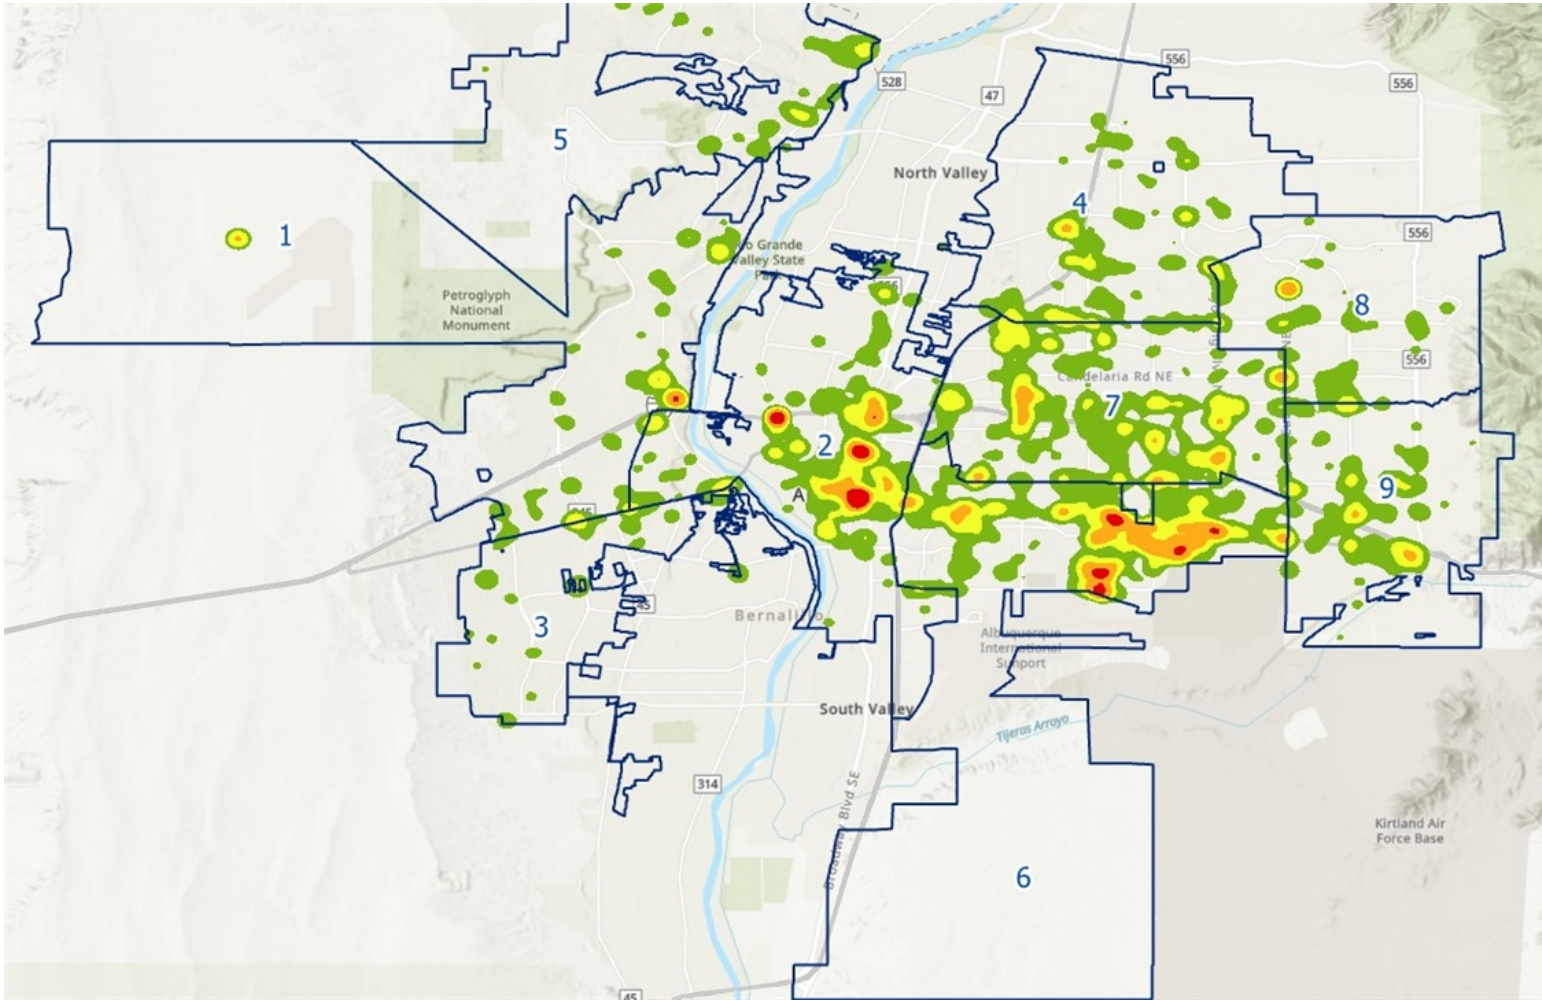 556
528
556
47
5
North Valley
4
1
556
Rio Grande
Valley State
Park
Petroglyph
National
Monument
8
556
Candelaria Rd NE
7
2
A
9
345
3
45
Bernalillo
Albuquerque
International
Sunport
South Valley
Tijeras Arroyo
314
Broadway Blvd SE
Kirtland Air
Force Base
6
45